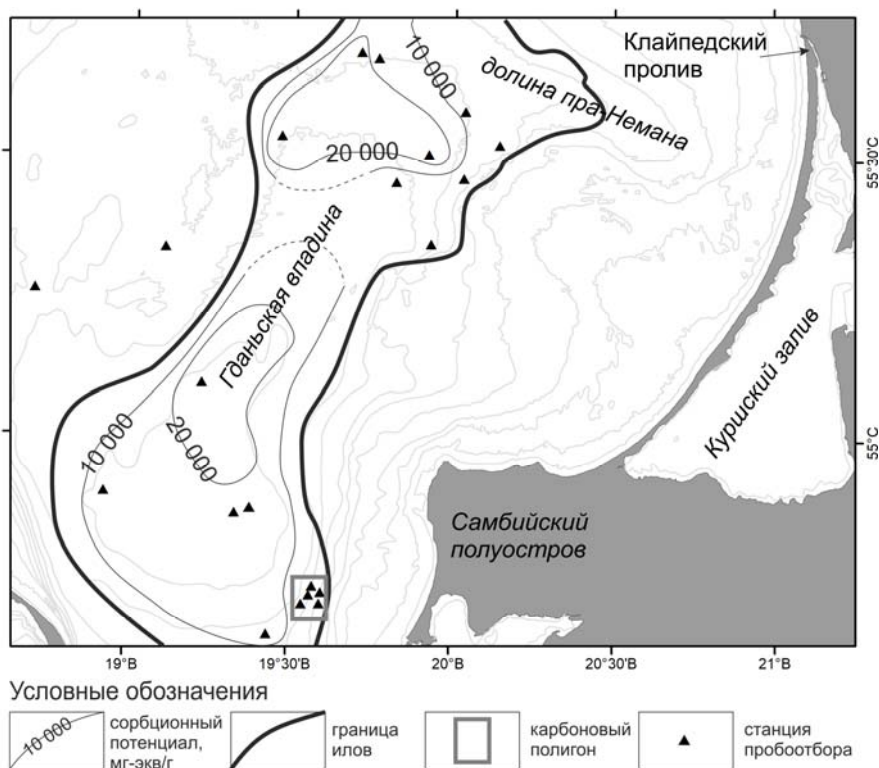 Клайпедский
пролив
10 000
долина пра-Немана
20 000
55°30'С
Гданьская впадина
Куршский залив
10 000
20 000
55°С
Самбийский
полуостров
19°В
19°30'В
20°В
20°30'В
21°В
Условные обозначения
10 000
сорбционный
потенциал,
мг-экв/г
граница
илов
карбоновый
полигон
станция
пробоотбора